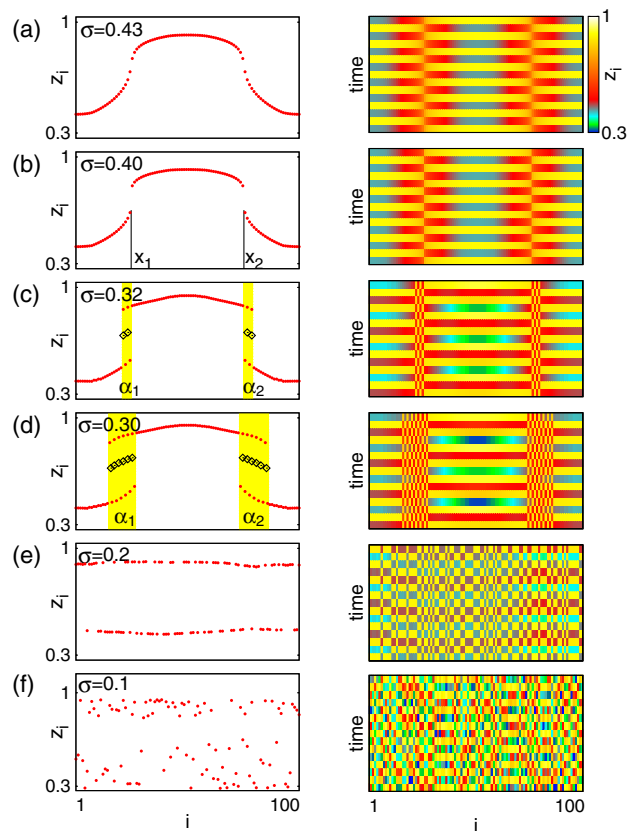 (a)
σ=0.43
1
z_i
0.3
time
1
z_i
0.3
(b)
σ=0.40
1
z_i
0.3
x_1
x_2
time
(c)
σ=0.32
1
z_i
0.3
α_1
α_2
time
(d)
σ=0.30
1
z_i
0.3
α_1
α_2
time
(e)
σ=0.2
1
z_i
0.3
time
(f)
σ=0.1
1
z_i
0.3
time
1
i
100
1
i
100